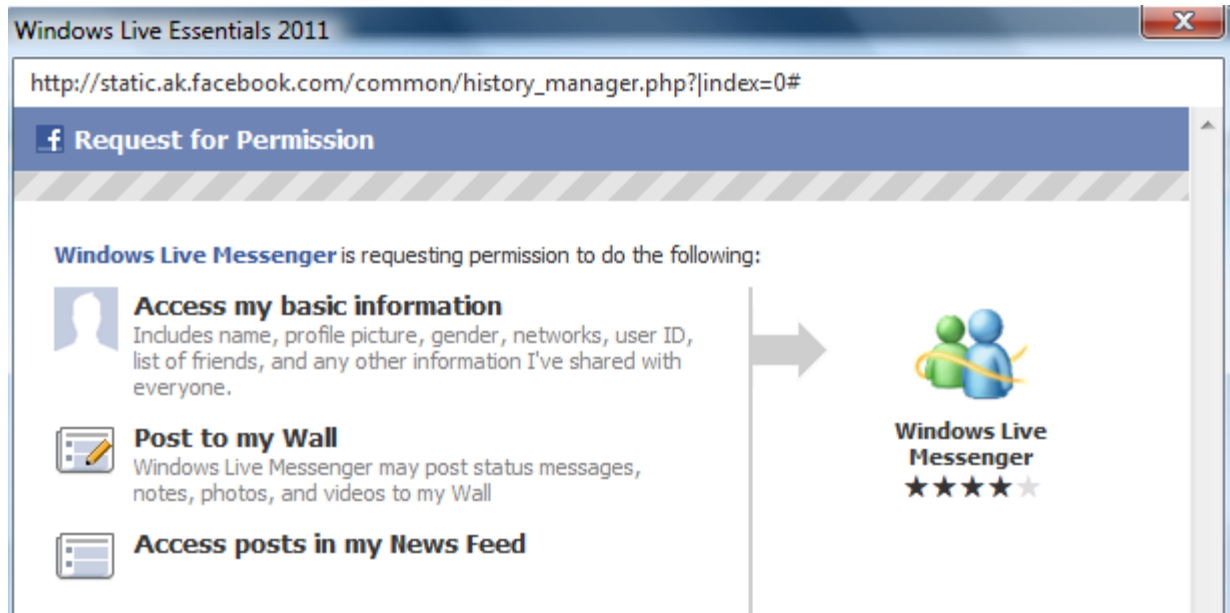 Windows Live Essentials 2011
http://static.ak.facebook.com/common/history_manager.php?|index=0#
f Request for Permission
Windows Live Messenger is requesting permission to do the following:
Access my basic information
Includes name, profile picture, gender, networks, user ID,
list of friends, and any other information I've shared with
everyone.
Post to my Wall
Windows Live Messenger may post status messages,
notes, photos, and videos to my Wall
Access posts in my News Feed
Windows Live
Messenger